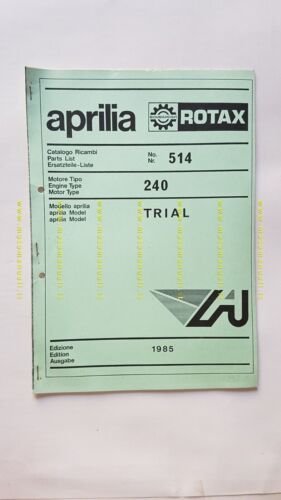 aprilia ROTAX
Catalogo Ricambi
Parts List
Ersatzteile-Liste
No.
Nr.
514
Motore Tipo
Engine Type
Motor Type
240
Modello aprilia
aprilia Model
aprilia Model
TRIAL
Edizione
Edition
Ausgabe
1985